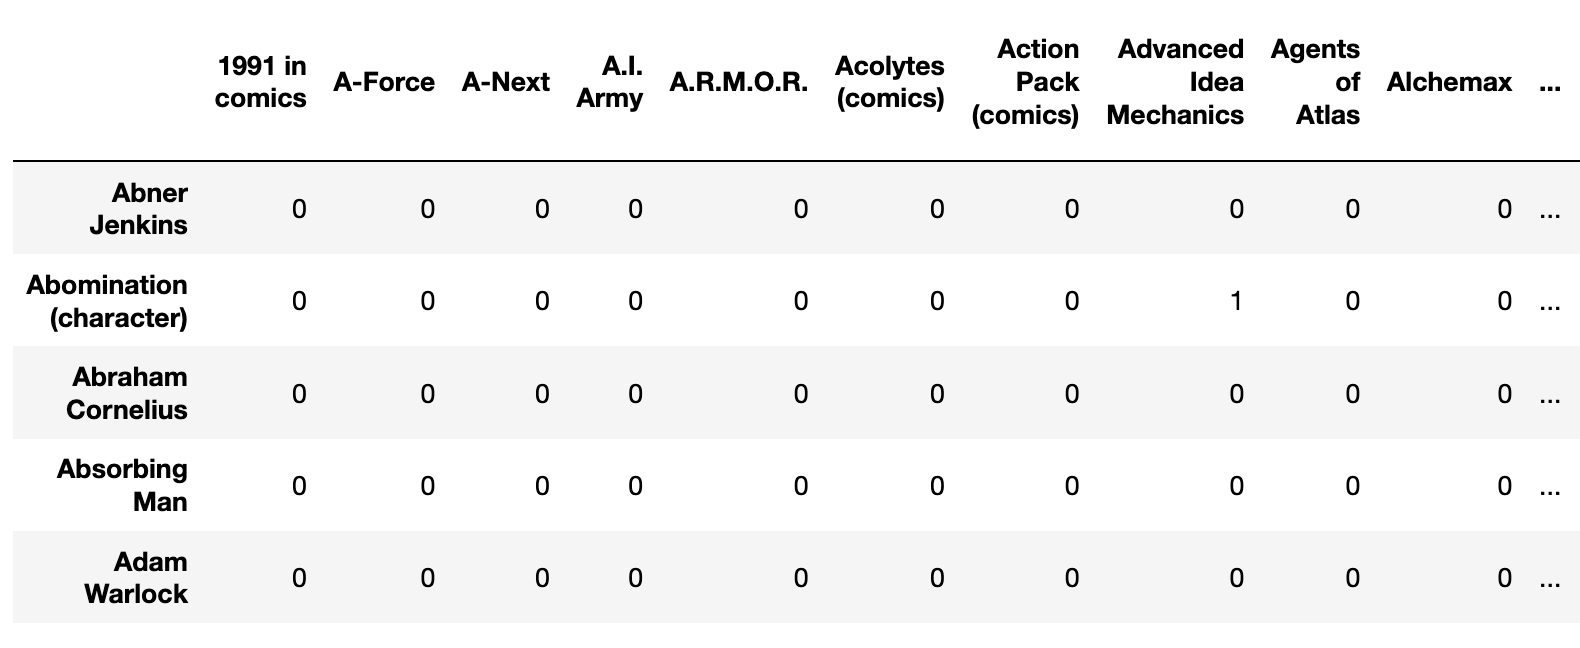 1991 in comics A-Force A-Next A.I. Army A.R.M.O.R. Acolytes (comics) Action Pack (comics) Advanced Idea Mechanics Agents of Atlas Alchemax ...
Abner Jenkins 0 0 0 0 0 0 0 0 0 0 ...
Abomination (character) 0 0 0 0 0 0 0 1 0 0 ...
Abraham Cornelius 0 0 0 0 0 0 0 0 0 0 ...
Absorbing Man 0 0 0 0 0 0 0 0 0 0 ...
Adam Warlock 0 0 0 0 0 0 0 0 0 0 ...